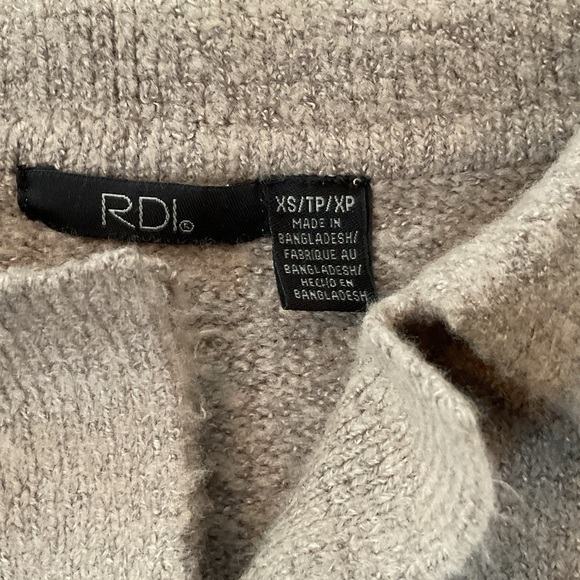 RDI®
XS/TP/XP
MADE IN
BANGLADESH/
FABRIQUE AU
BANGLADESH/
HECHO EN
BANGLADESH